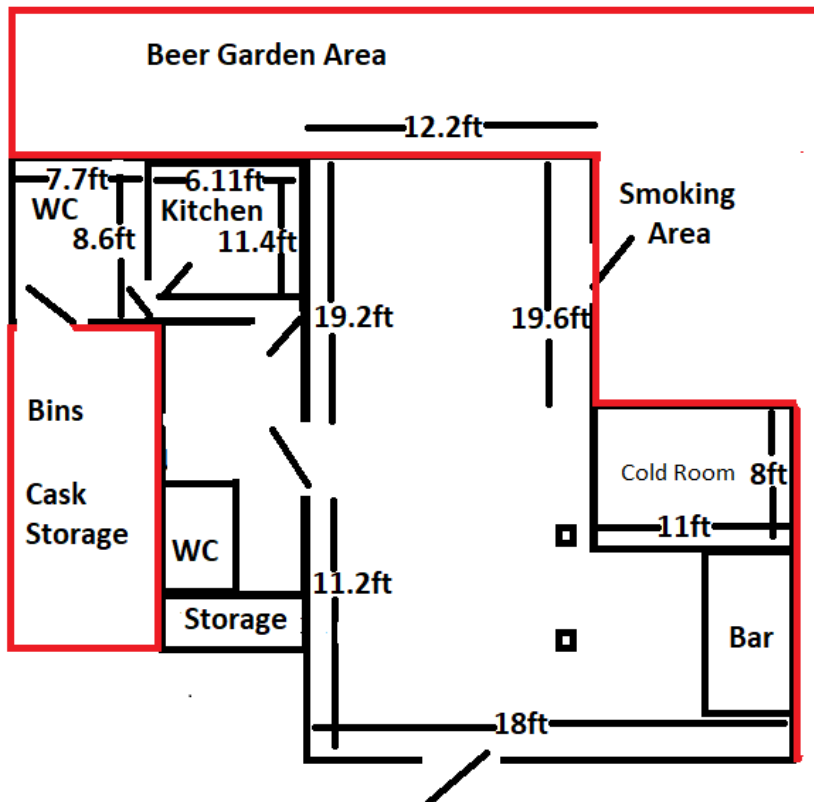 Beer Garden Area
12.2ft
7.7ft
WC
8.6ft
6.11ft
Kitchen
11.4ft
Smoking
Area
19.2ft
19.6ft
Bins
Cask
Storage
Cold Room
8ft
11ft
WC
11.2ft
Storage
Bar
18ft